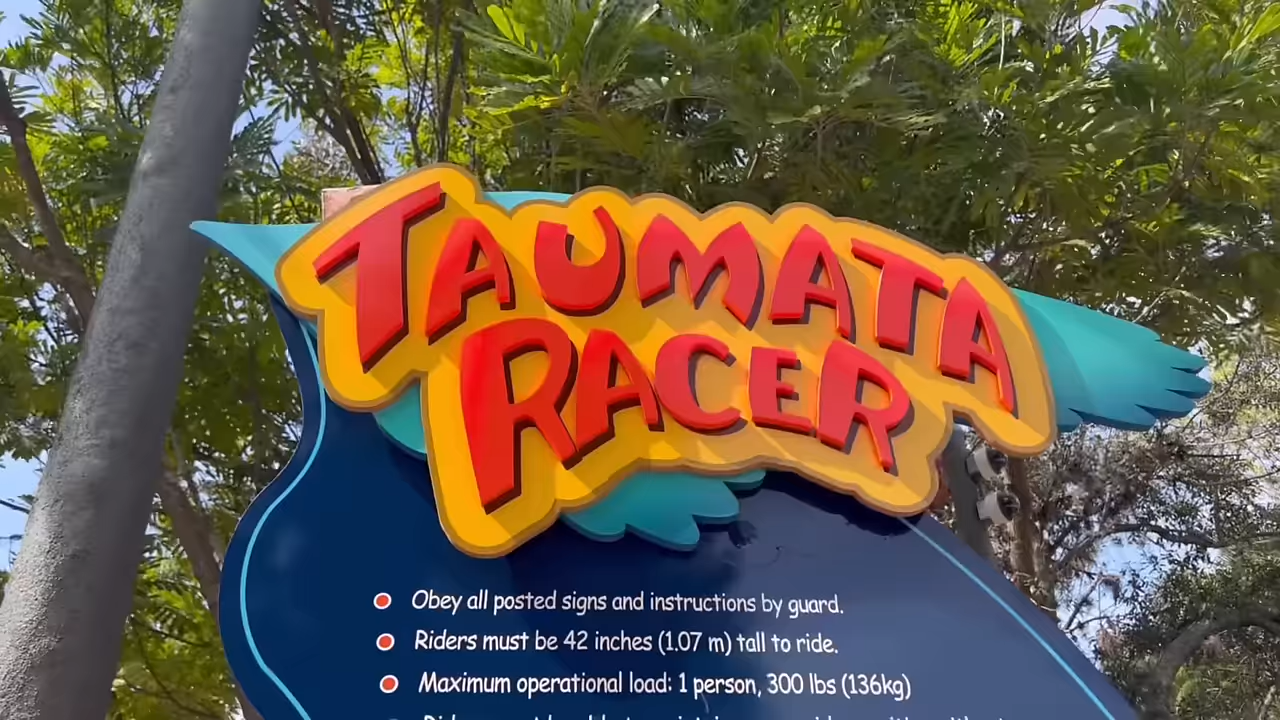 TAUMATA
RACER
Obey all posted signs and instructions by guard.
Riders must be 42 inches (1.07 m) tall to ride.
Maximum operational load: 1 person, 300 lbs (136kg)